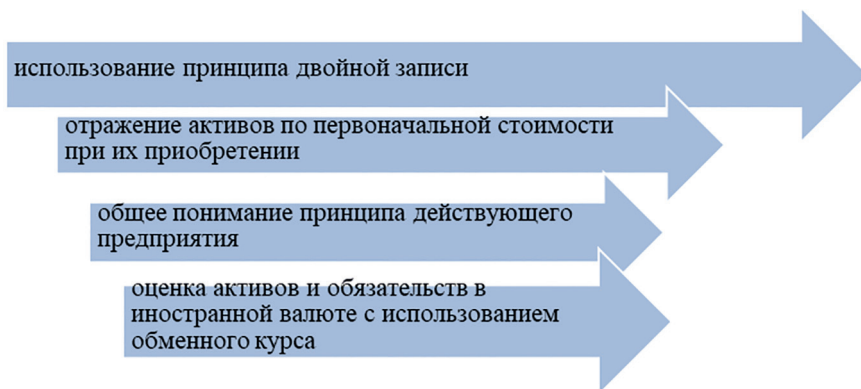 использование принципа двойной записи
отражение активов по первоначальной стоимости
при их приобретении
общее понимание принципа действующего
предприятия
оценка активов и обязательств в
иностранной валюте с использованием
обменного курса